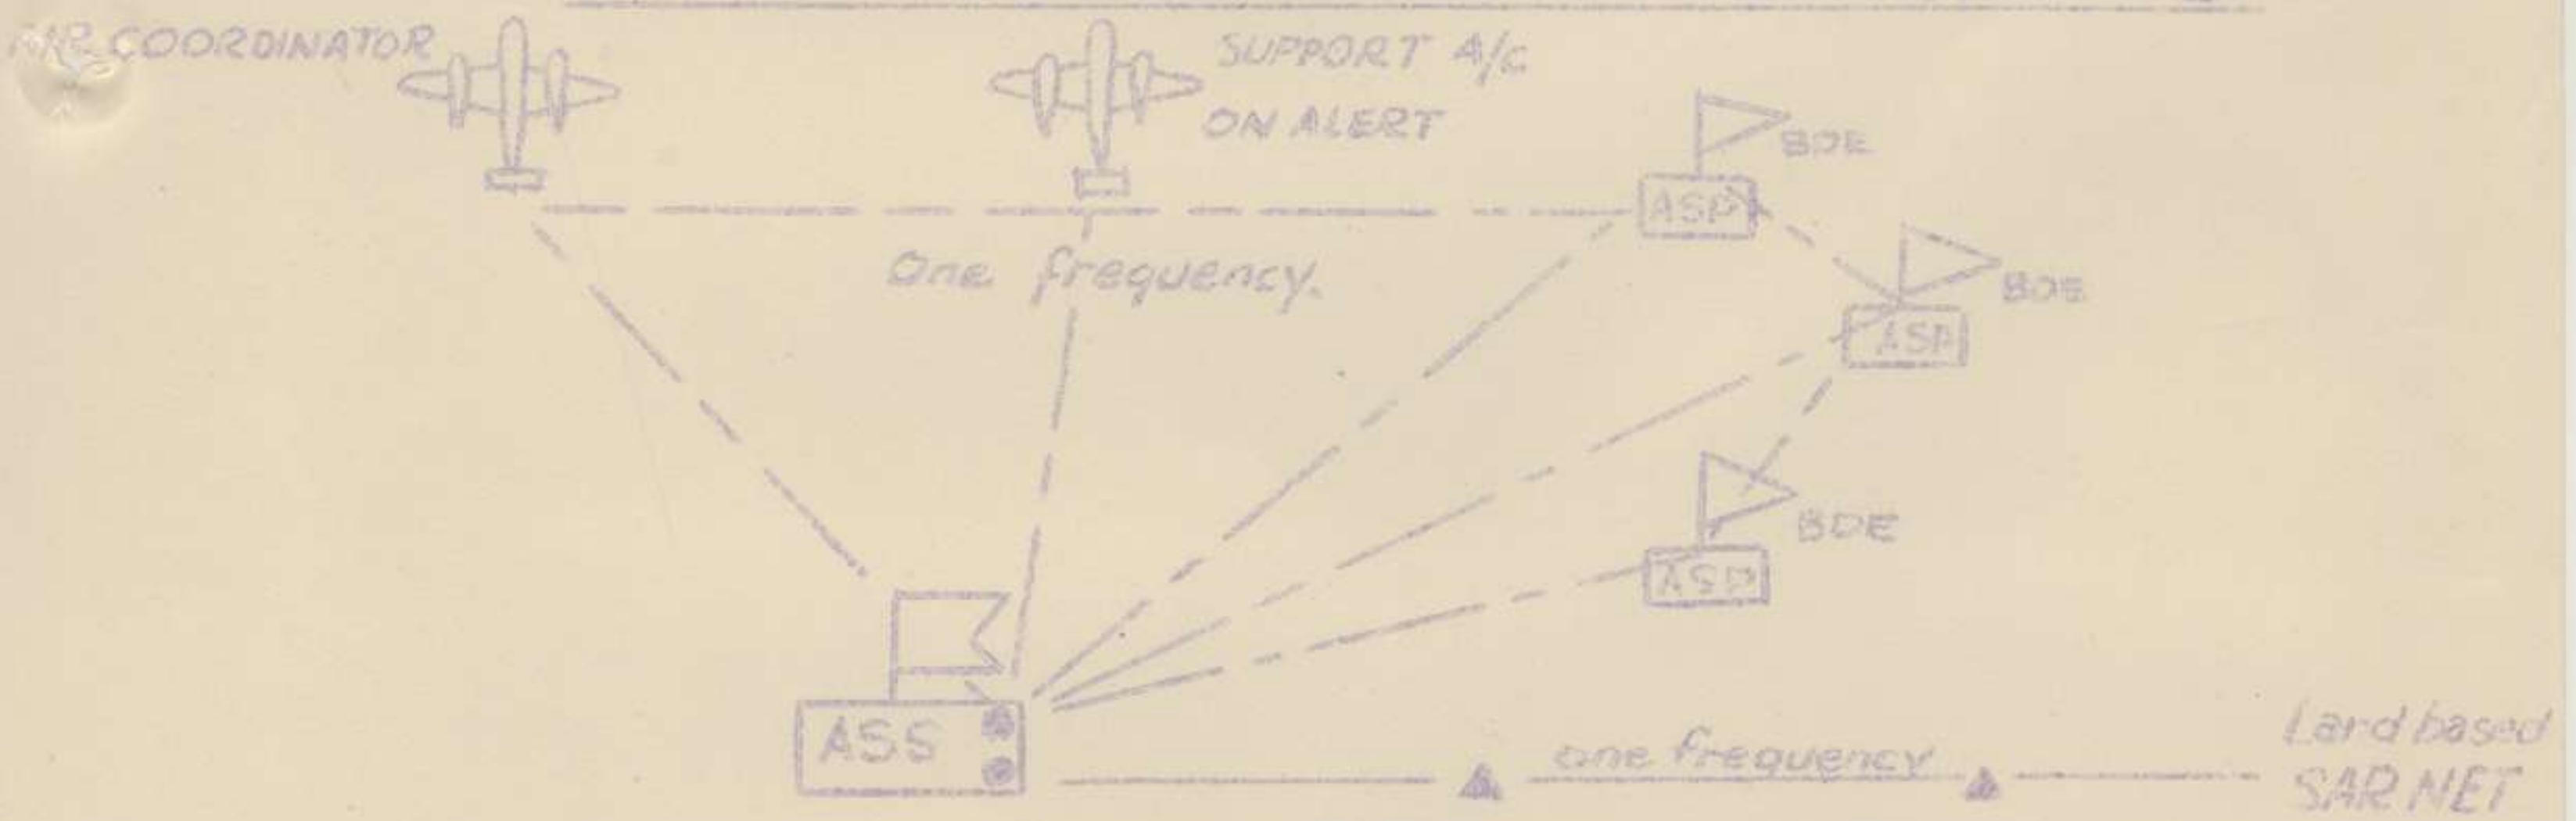 AIR COORDINATOR
SUPPORT A/C
ON ALERT
BDE
ASP
One frequency.
BDE
ASP
BDE
ASP
ASS
one frequency
Land based
SAR NET